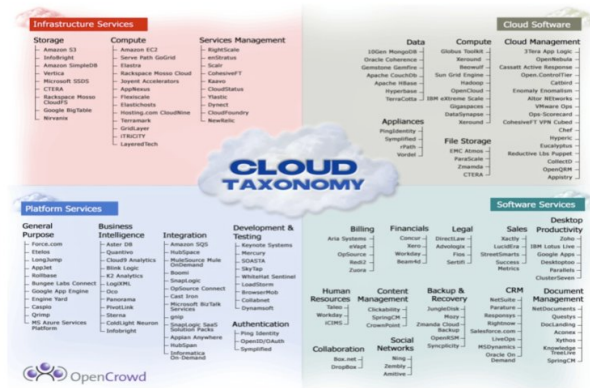 Infrastructure Services
Storage
Amazon S3
InfoBright
Amazon SimpleDB
Vertica
Microsoft SSDS
CTERA
Rackspace Mosso
CloudFS
Google BigTable
Nirvanix
Compute
Amazon EC2
Serve Path GoGrid
Elastra
Rackspace Mosso Cloud
Joyent Accelerators
AppNexus
Flexiscale
Elastichosts
Hosting.com CloudNine
Terramark
GridLayer
ITRICITY
LayeredTech
Services Management
RightScale
enStratus
Scalr
CohesiveFT
Kaavo
CloudStatus
Ylastic
Dynect
CloudFoundry
NewRelic
Cloud Software
Data
10Gen MongoDB
Oracle Coherence
Gemstone Gemfire
Apache CouchDb
Apache HBase
Hypertable
TerraCotta
Compute
Globus Toolkit
Xeround
Beowulf
Sun Grid Engine
Hadoop
OpenCloud
IBM eXtreme Scale
Gigaspaces
DataSynapse
Xeround
Cloud Management
3Tera App Logic
OpenNebula
Cassatt Active Response
Open.ControlTier
Catbird
Enomaly Enomalism
Altor NEtworks
VMware Ops
Ops-Scorecard
CohesiveFT VPN Cubed
Chef
Hyperic
Eucalyptus
Reductive Labs Puppet
CollectD
OpenQRM
Appistry
Appliances
PingIdentity
Symplified
rPath
Vordel
File Storage
EMC Atmos
ParaScale
Zmanda
CTERA
CLOUD
TAXONOMY
Platform Services
General
Purpose
Force.com
Etelos
LongJump
AppJet
Rollbase
Bungee Labs Connect
Google App Engine
Engine Yard
Caspio
Qrimp
MS Azure Services
Platform
Business
Intelligence
Aster DB
Quantivo
Cloud9 Analytics
Blink Logic
K2 Analytics
LogiXML
Oco
Panorama
PivotLink
Sterna
ColdLight Neuron
Infobright
Integration
Amazon SQS
MuleSource Mule
OnDemand
Boomi
SnapLogic
OpSource Connect
Cast Iron
Microsoft BizTalk
Services
gnip
SnapLogic SaaS
Solution Packs
Appian Anywhere
HubSpan
Informatica
On-Demand
Development &
Testing
Keynote Systems
Mercury
SOASTA
SkyTap
WhiteHat Sentinel
LoadStorm
BrowserMob
Collabnet
Dynamsoft
Authentication
Ping Identity
OpenID/OAuth
Symplified
OpenCrowd
Software Services
Billing
Aria Systems
eVapt
OpSource
Redi2
Zuora
Financials
Concur
Xero
Workday
Beam4d
Legal
DirectLaw
Advologix
Fios
Sertifi
Sales
Xactly
LucidEra
StreetSmarts
Success
Metrics
Desktop
Productivity
Zoho
IBM Lotus Live
Google Apps
Desktoptwo
Parallels
ClusterSeven
Human
Resources
Taleo
Workday
iCIMS
Content
Management
Clickability
SpringCM
CrownPoint
Backup &
Recovery
JungleDisk
Mozy
Zmanda Cloud
Backup
OpenRSM
Syncplicity
CRM
NetSuite
Parature
Responsys
Rightnow
Salesforce.com
LiveOps
MSDynamics
Oracle On
Demand
Document
Management
NetDocuments
Questys
DocLanding
Aconex
Xythos
Knowledge
TreeLive
SpringCM
Collaboration
Box.net
DropBox
Social
Networks
Ning
Zembly
Amitive